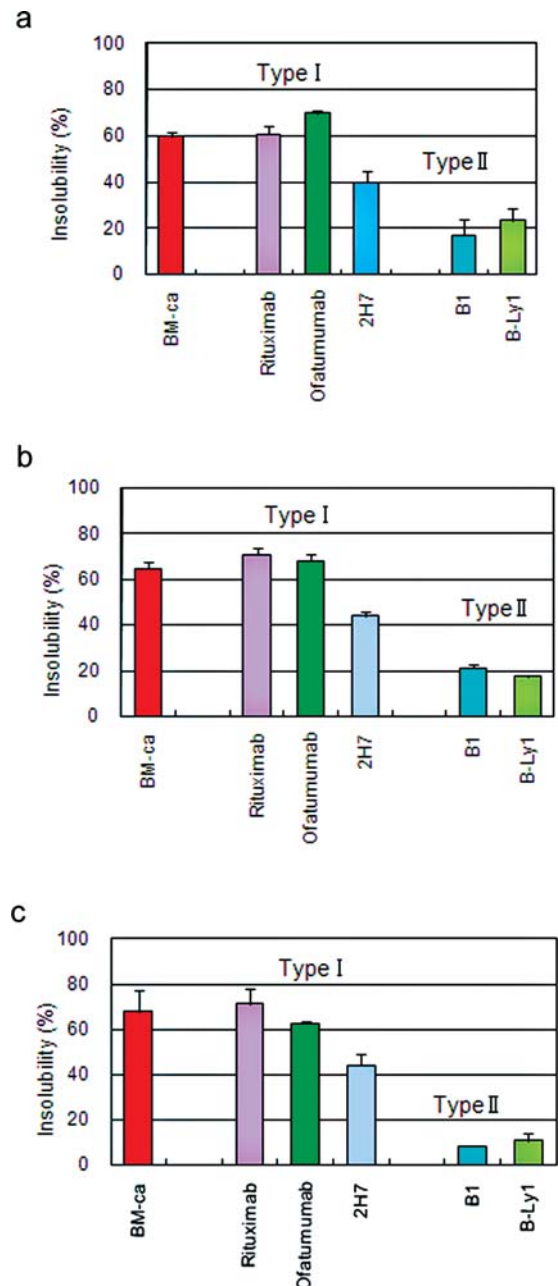 a
100
80
60
40
20
0
Insolubility (%)
Type I
Type II
BM-ca
Rituximab
Ofatumumab
2H7
B1
B-Ly1
b
100
80
60
40
20
0
Insolubility (%)
Type I
Type II
BM-ca
Rituximab
Ofatumumab
2H7
B1
B-Ly1
c
100
80
60
40
20
0
Insolubility (%)
Type I
Type II
BM-ca
Rituximab
Ofatumumab
2H7
B1
B-Ly1